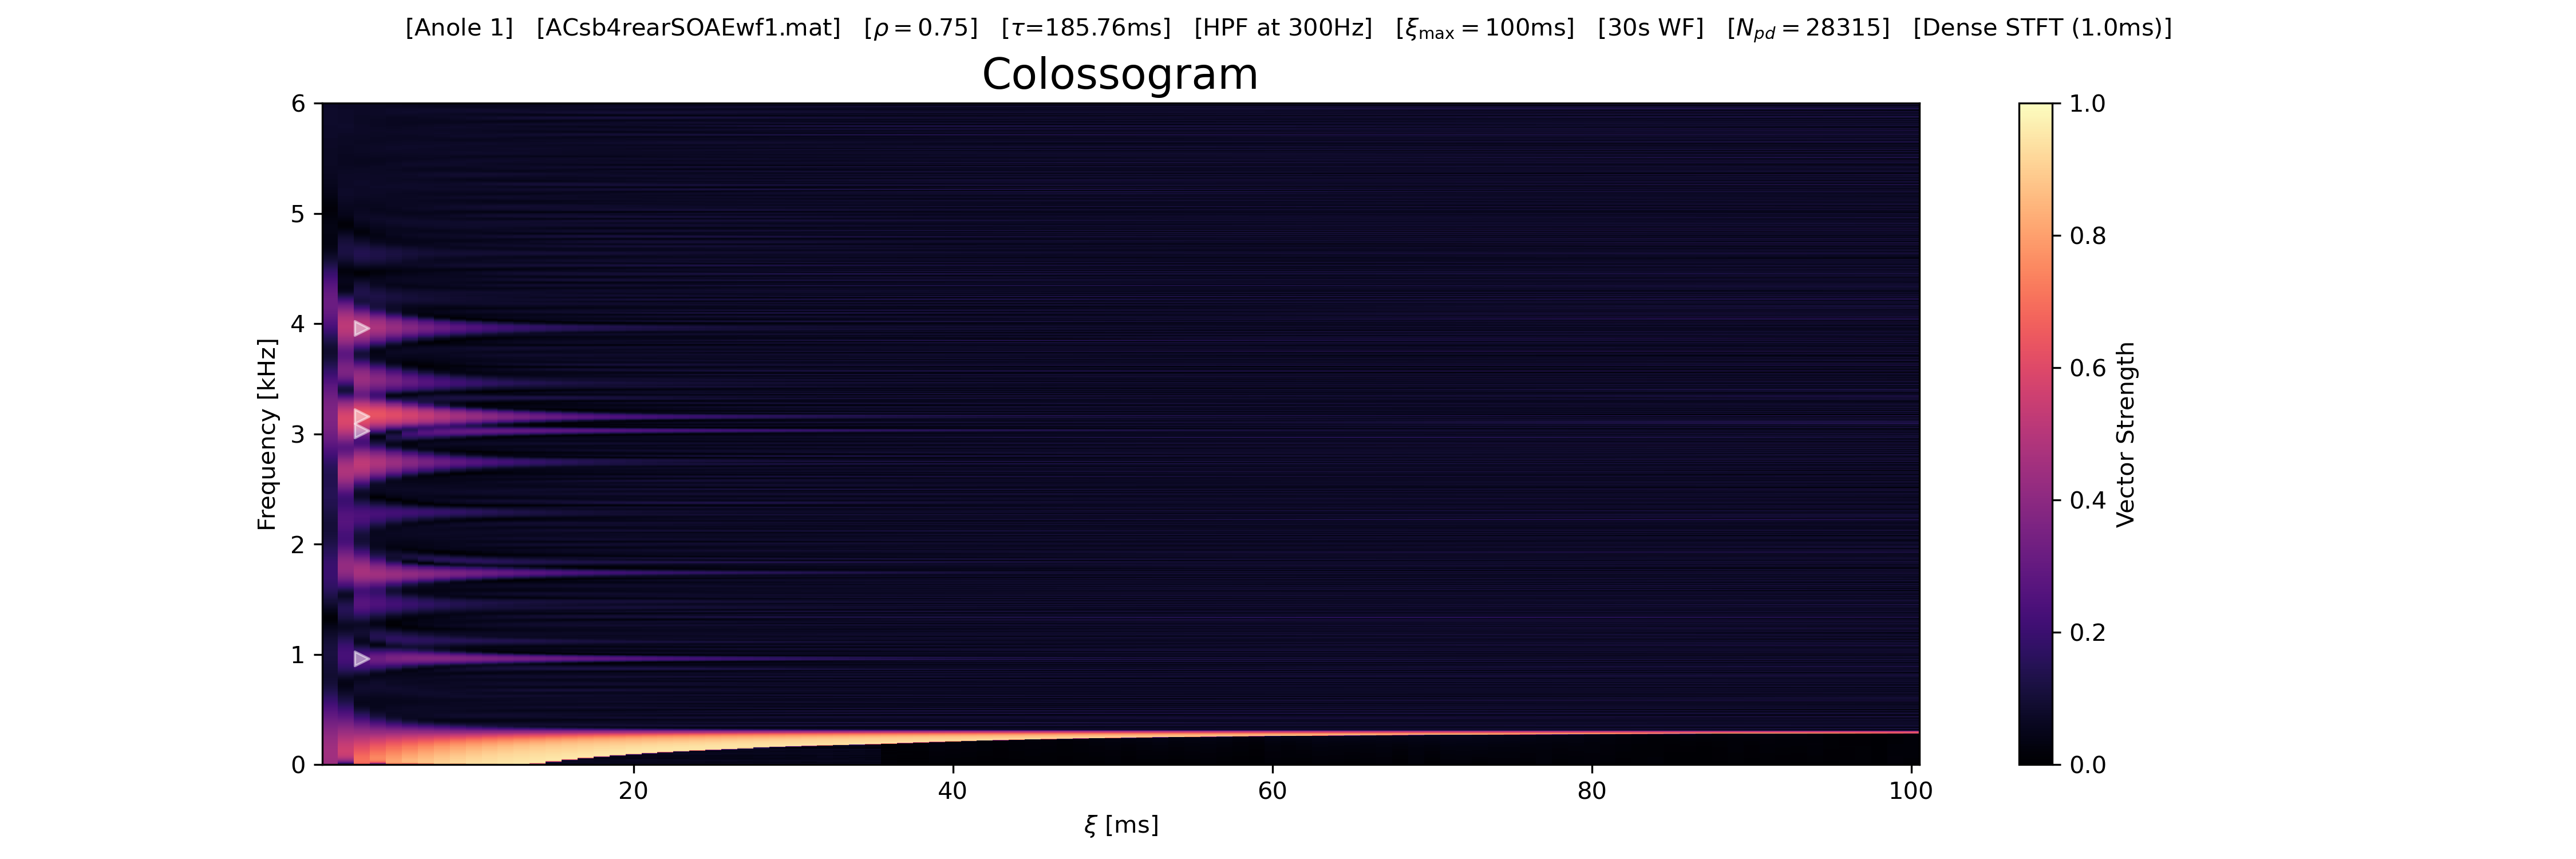 [Anole 1] [ACsb4rearSOAEwf1.mat] [ρ = 0.75] [τ=185.76ms] [HPF at 300Hz] [ξmax = 100ms] [30s WF] [Npd = 28315] [Dense STFT (1.0ms)]
Colossogram
6
5
4
3
2
1
0
Frequency [kHz]
20 40 60 80 100
ξ [ms]
1.0
0.8
0.6
0.4
0.2
0.0
Vector Strength